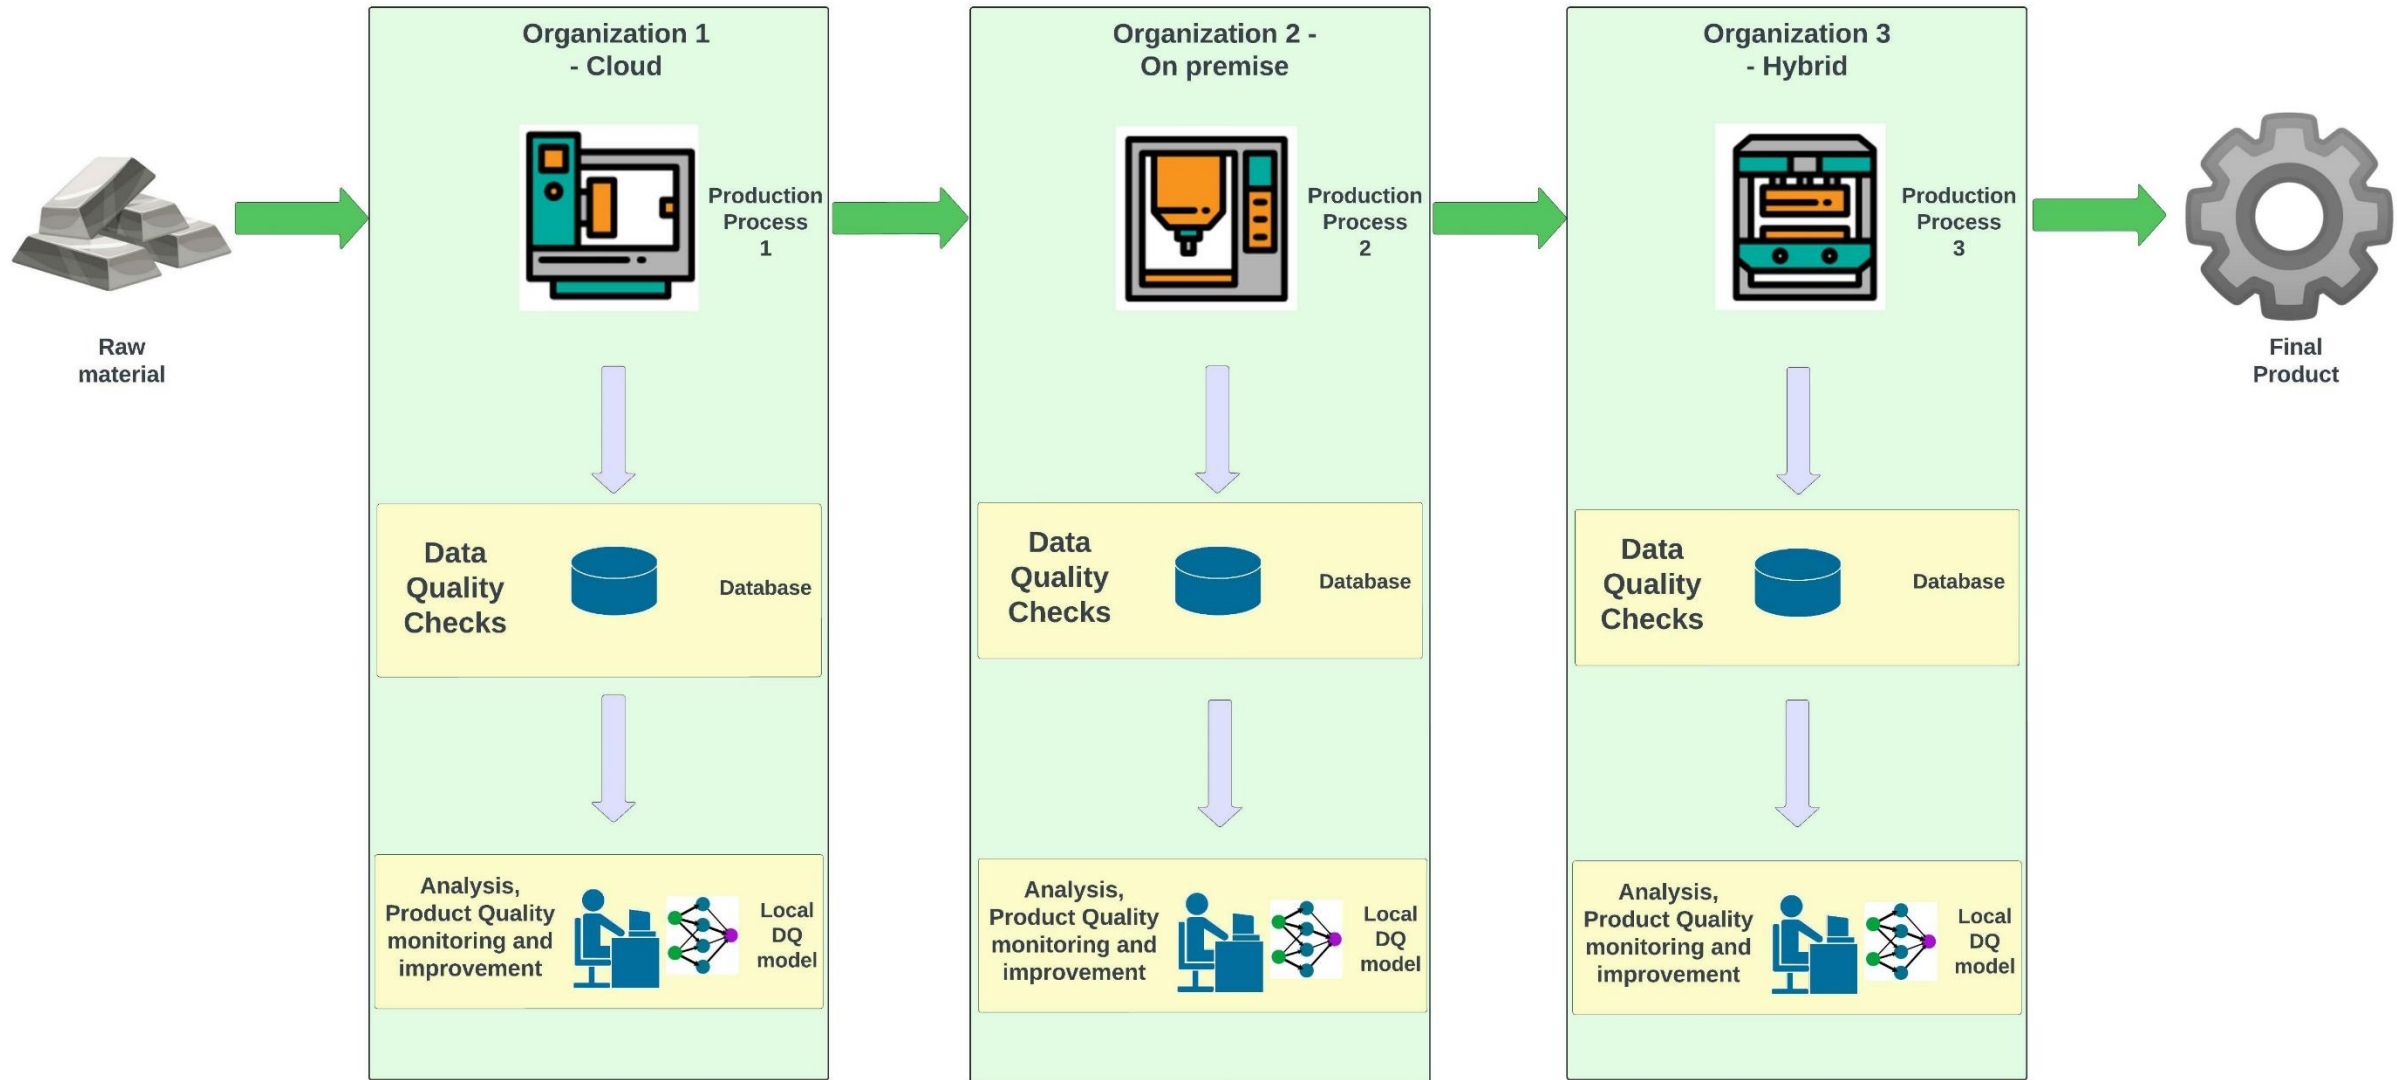 Organization 1
- Cloud
Organization 2 -
On premise
Organization 3
- Hybrid
Raw
material
Production
Process
1
Production
Process
2
Production
Process
3
Final
Product
Data
Quality
Checks
Database
Data
Quality
Checks
Database
Data
Quality
Checks
Database
Analysis,
Product Quality
monitoring and
improvement
Local
DQ
model
Analysis,
Product Quality
monitoring and
improvement
Local
DQ
model
Analysis,
Product Quality
monitoring and
improvement
Local
DQ
model